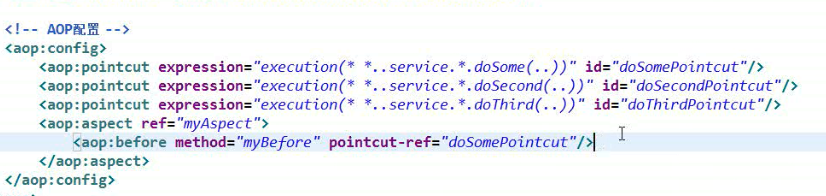 <!-- AOP配置 -->
<aop:config>
<aop:pointcut expression="execution(* *..service.*.doSome(..))" id="doSomePointcut"/>
<aop:pointcut expression="execution(* *..service.*.doSecond(..))" id="doSecondPointcut"/>
<aop:pointcut expression="execution(* *..service.*.doThird(..))" id="doThirdPointcut"/>
<aop:aspect ref="myAspect">
<aop:before method="myBefore" pointcut-ref="doSomePointcut"/>
</aop:aspect>
</aop:config>